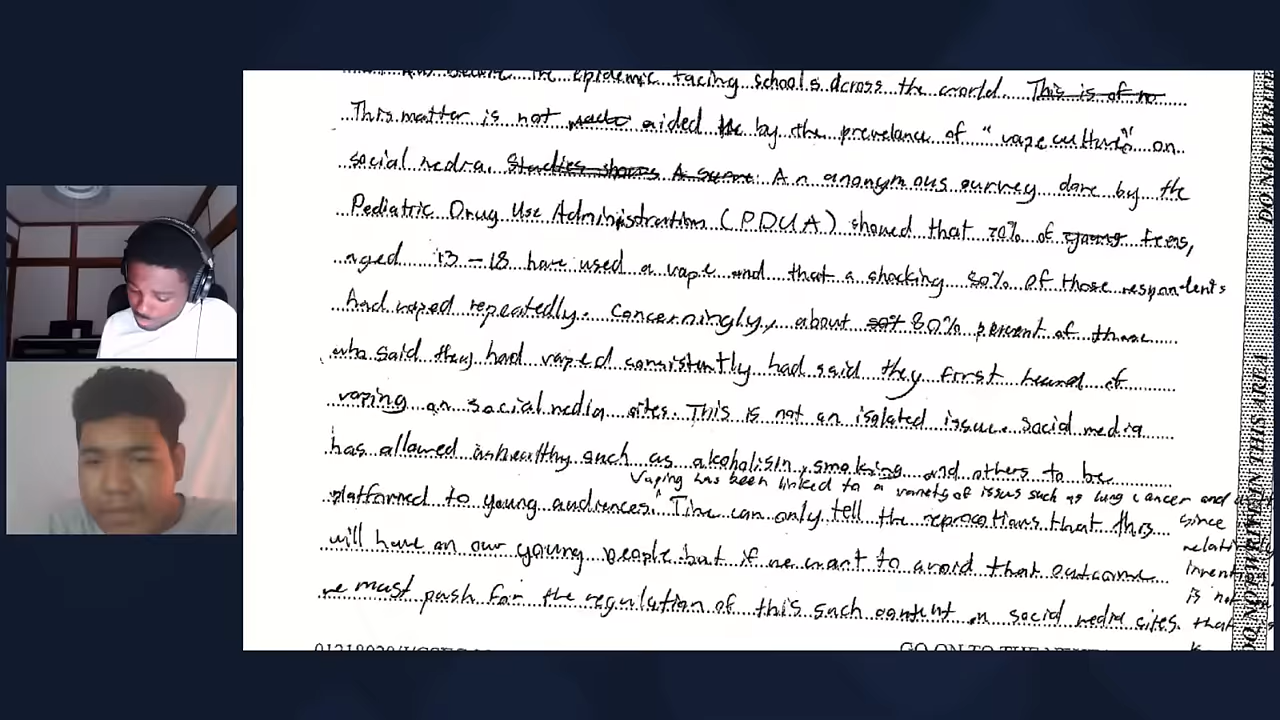 the epidemic facing schools across the world. This is of no
This matter is not aided by the prevelance of "vape culture" on
social media. Studies shows A An anonymous survey done by the
Pediatric Drug Use Administration (PDUA) showed that 70% of young teens,
aged 13-18 have used a vape and that a shocking 50% of those respondents
had vaped repeatedly. Concerningly, about 80% percent of those
who said they had vaped consistently had said they first heard of
vaping on social media sites. This is not an isolated issue. Social media
has allowed unhealthy such as alcoholism, smoking and others to be
Vaping has been linked to a variety of issus such as lung cancer and
platformed to young audiences. Time can only tell the that this
since
will have on our young people but if we want to avoid that outcome
we must push for the regulation of this such content on social media sites.
is
that
GO ON TO THE
DO NOT WRITE
DO NOT WRITE IN THIS AREA